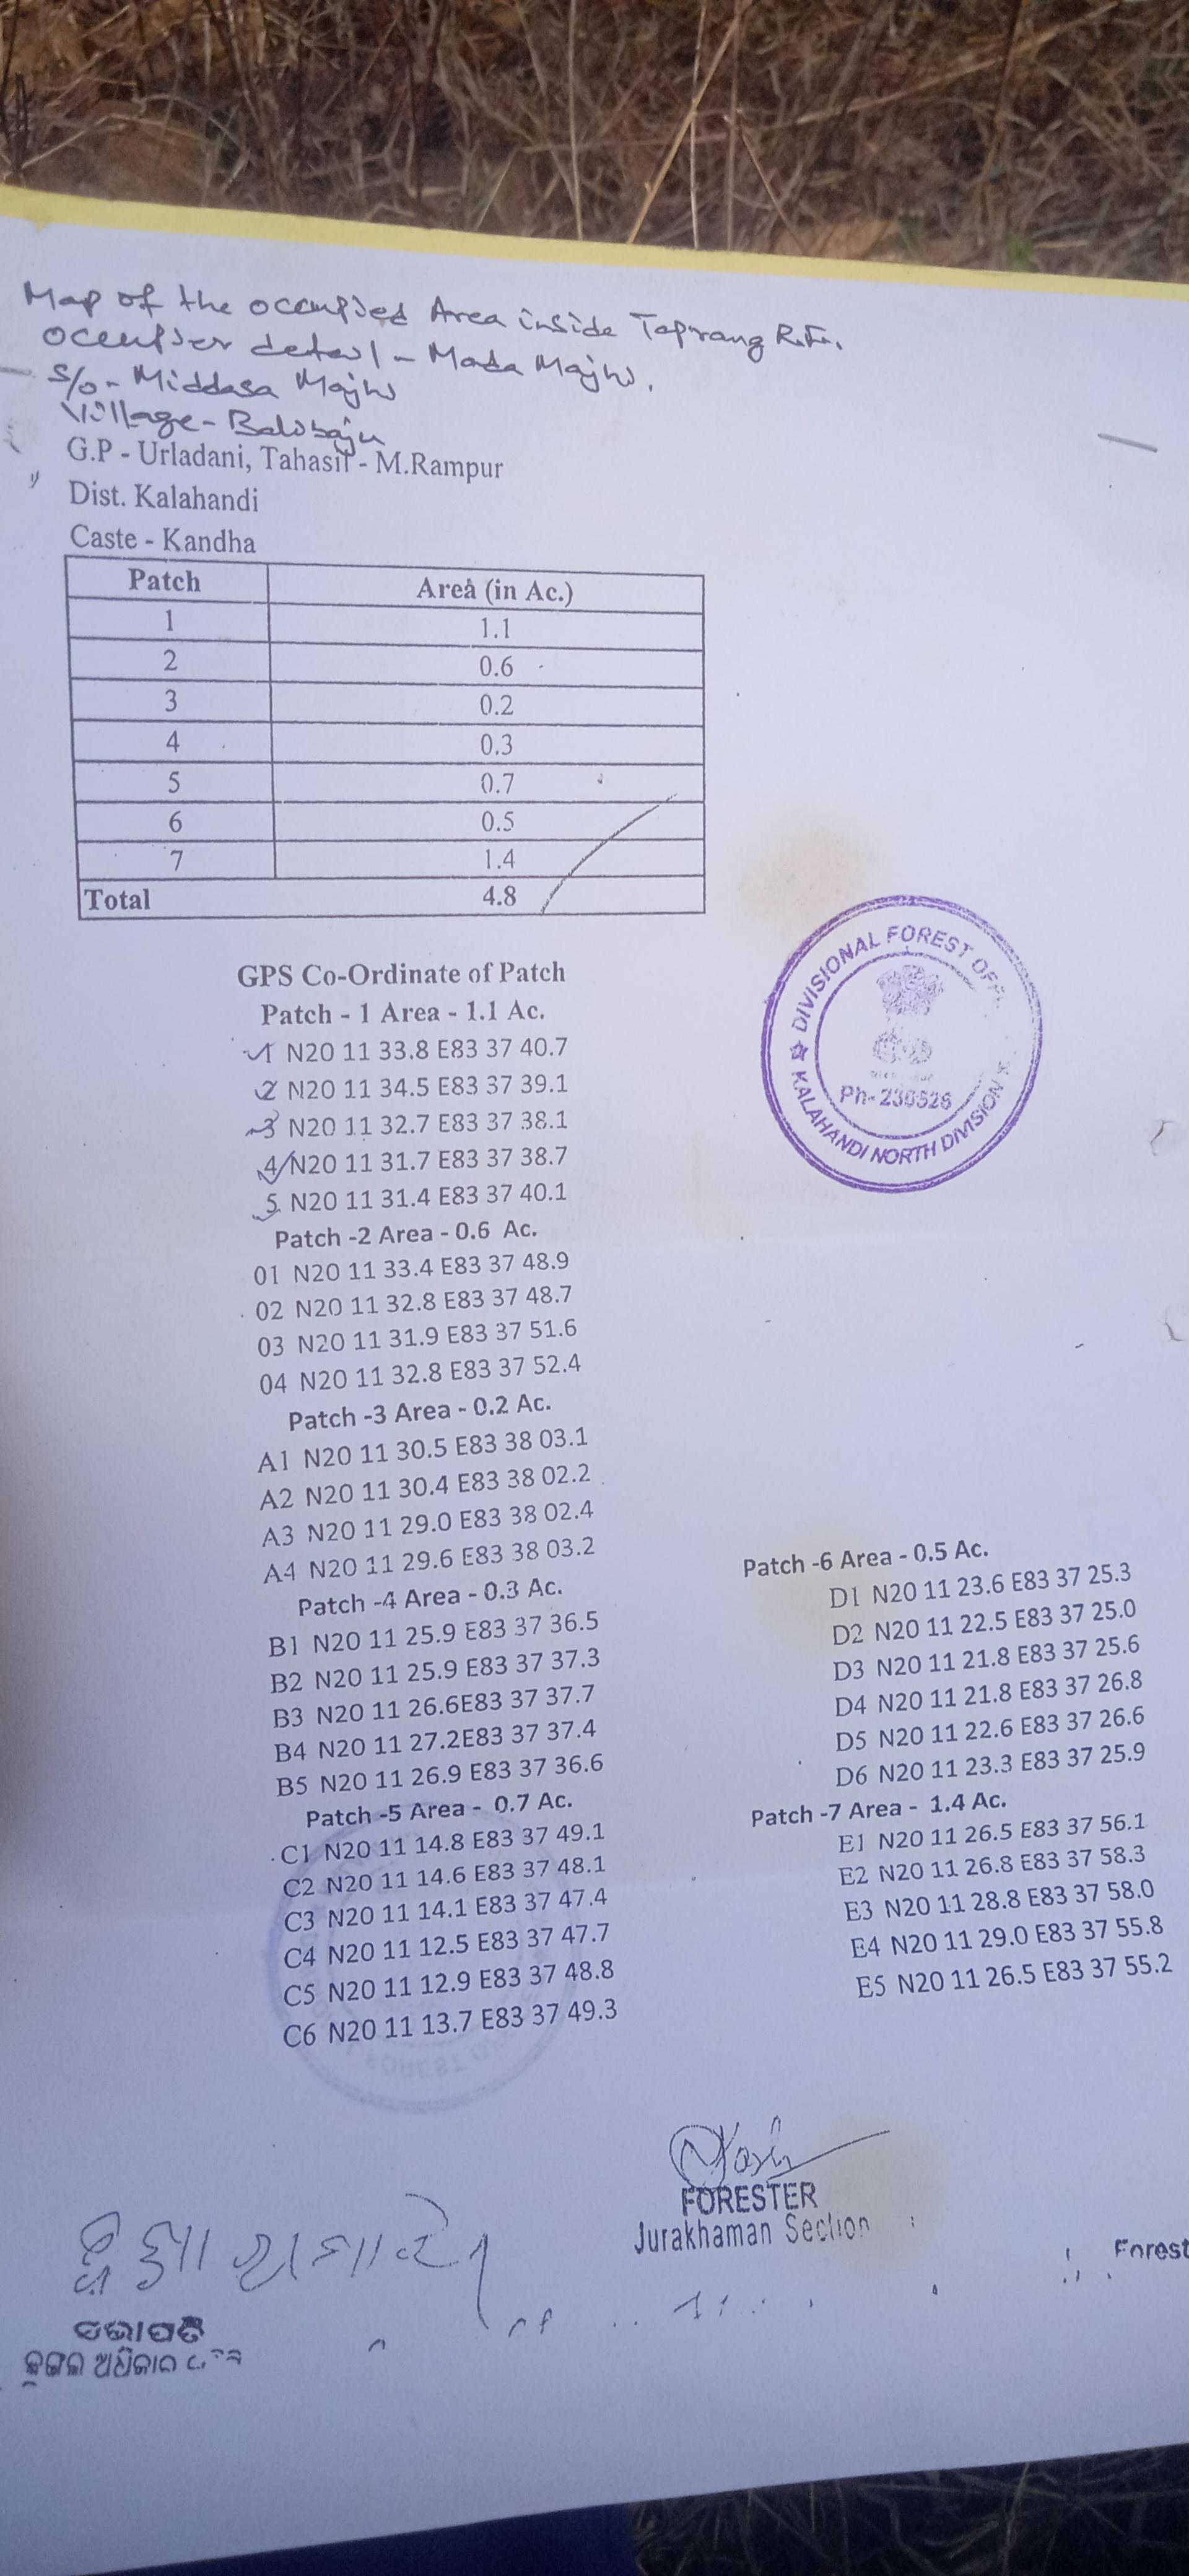 Map of the occupied Area inside Taprang R.F.
occupier detail - Mada Majhi.
S/o - Middasa Majhi
Village - Balibaju
G.P - Urladani, Tahasil - M.Rampur
Dist. Kalahandi
Caste - Kandha
Patch Area (in Ac.)
1 1.1
2 0.6
3 0.2
4 0.3
5 0.7
6 0.5
7 1.4
Total 4.8
DIVISIONAL FOREST
KALAHANDI NORTH DIVISION
Ph-230526
GPS Co-Ordinate of Patch
Patch - 1 Area - 1.1 Ac.
1 N20 11 33.8 E83 37 40.7
2 N20 11 34.5 E83 37 39.1
3 N20 11 32.7 E83 37 38.1
4 N20 11 31.7 E83 37 38.7
5 N20 11 31.4 E83 37 40.1
Patch -2 Area - 0.6 Ac.
01 N20 11 33.4 E83 37 48.9
02 N20 11 32.8 E83 37 48.7
03 N20 11 31.9 E83 37 51.6
04 N20 11 32.8 E83 37 52.4
Patch -3 Area - 0.2 Ac.
A1 N20 11 30.5 E83 38 03.1
A2 N20 11 30.4 E83 38 02.2
A3 N20 11 29.0 E83 38 02.4
A4 N20 11 29.6 E83 38 03.2
Patch -4 Area - 0.3 Ac.
B1 N20 11 25.9 E83 37 36.5
B2 N20 11 25.9 E83 37 37.3
B3 N20 11 26.6E83 37 37.7
B4 N20 11 27.2E83 37 37.4
B5 N20 11 26.9 E83 37 36.6
Patch -5 Area - 0.7 Ac.
C1 N20 11 14.8 E83 37 49.1
C2 N20 11 14.6 E83 37 48.1
C3 N20 11 14.1 E83 37 47.4
C4 N20 11 12.5 E83 37 47.7
C5 N20 11 12.9 E83 37 48.8
C6 N20 11 13.7 E83 37 49.3
Patch -6 Area - 0.5 Ac.
D1 N20 11 23.6 E83 37 25.3
D2 N20 11 22.5 E83 37 25.0
D3 N20 11 21.8 E83 37 25.6
D4 N20 11 21.8 E83 37 26.8
D5 N20 11 22.6 E83 37 26.6
D6 N20 11 23.3 E83 37 25.9
Patch -7 Area - 1.4 Ac.
E1 N20 11 26.5 E83 37 56.1
E2 N20 11 26.8 E83 37 58.3
E3 N20 11 28.8 E83 37 58.0
E4 N20 11 29.0 E83 37 55.8
E5 N20 11 26.5 E83 37 55.2
FORESTER
Jurakhaman Section
Forest
ସଭାପତି
ଜଙ୍ଗଲ ଅଧିକାର